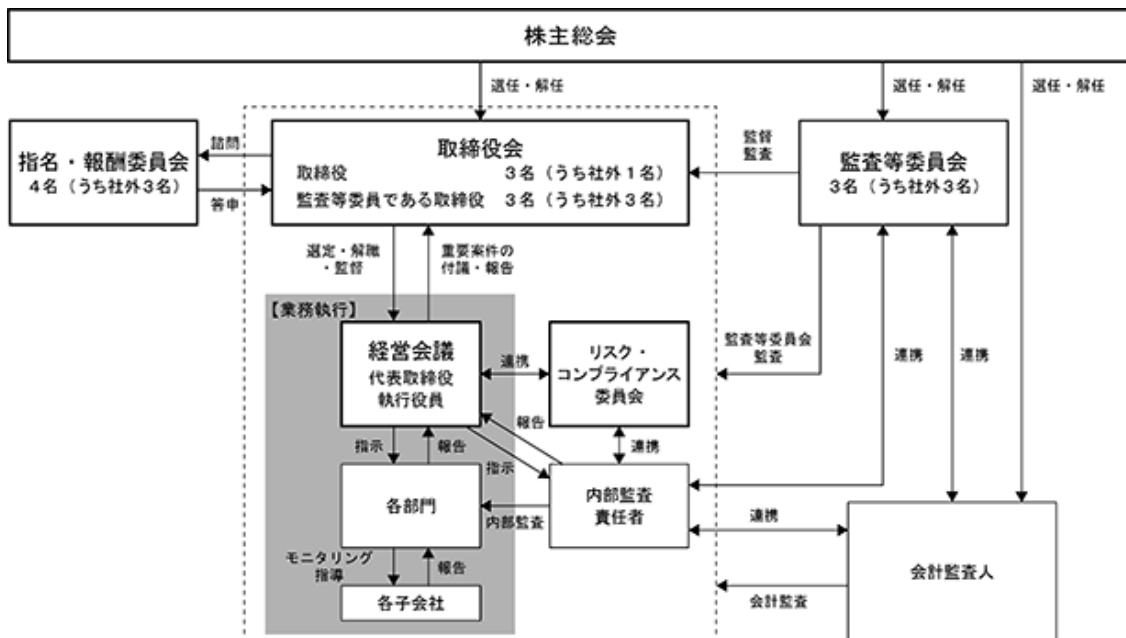 株主総会
選任・解任
選任・解任
選任・解任
指名・報酬委員会
4名（うち社外3名）
諮問
答申
取締役会
取締役 3名（うち社外1名）
監査等委員である取締役 3名（うち社外3名）
監督
監査
監査等委員会
3名（うち社外3名）
選定・解職
・監督
重要案件の
付議・報告
【業務執行】
経営会議
代表取締役
執行役員
連携
リスク・
コンプライアンス
委員会
監査等委員会
監査
連携
連携
報告
指示
報告
指示
連携
各部門
内部監査
内部監査
責任者
連携
モニタリング
指導
報告
各子会社
会計監査
会計監査人